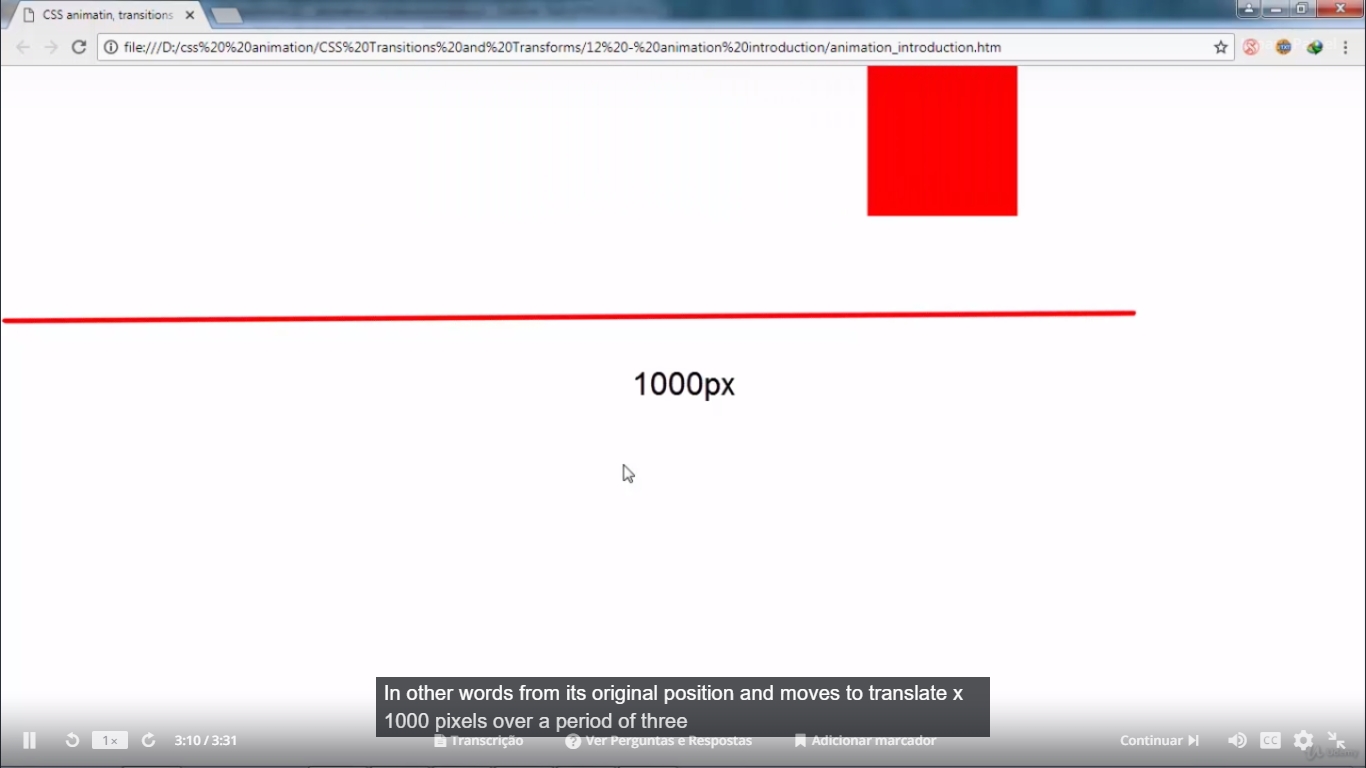 CSS animatin, transitions
file:///D:/css%20%20animation/CSS%20Transitions%20and%20Transforms/12%20-%20animation%20introduction/animation_introduction.htm
1000px
In other words from its original position and moves to translate x
1000 pixels over a period of three
1×
3:10 / 3:31
Transcrição
Ver Perguntas e Respostas
Adicionar marcador
Continuar
CC